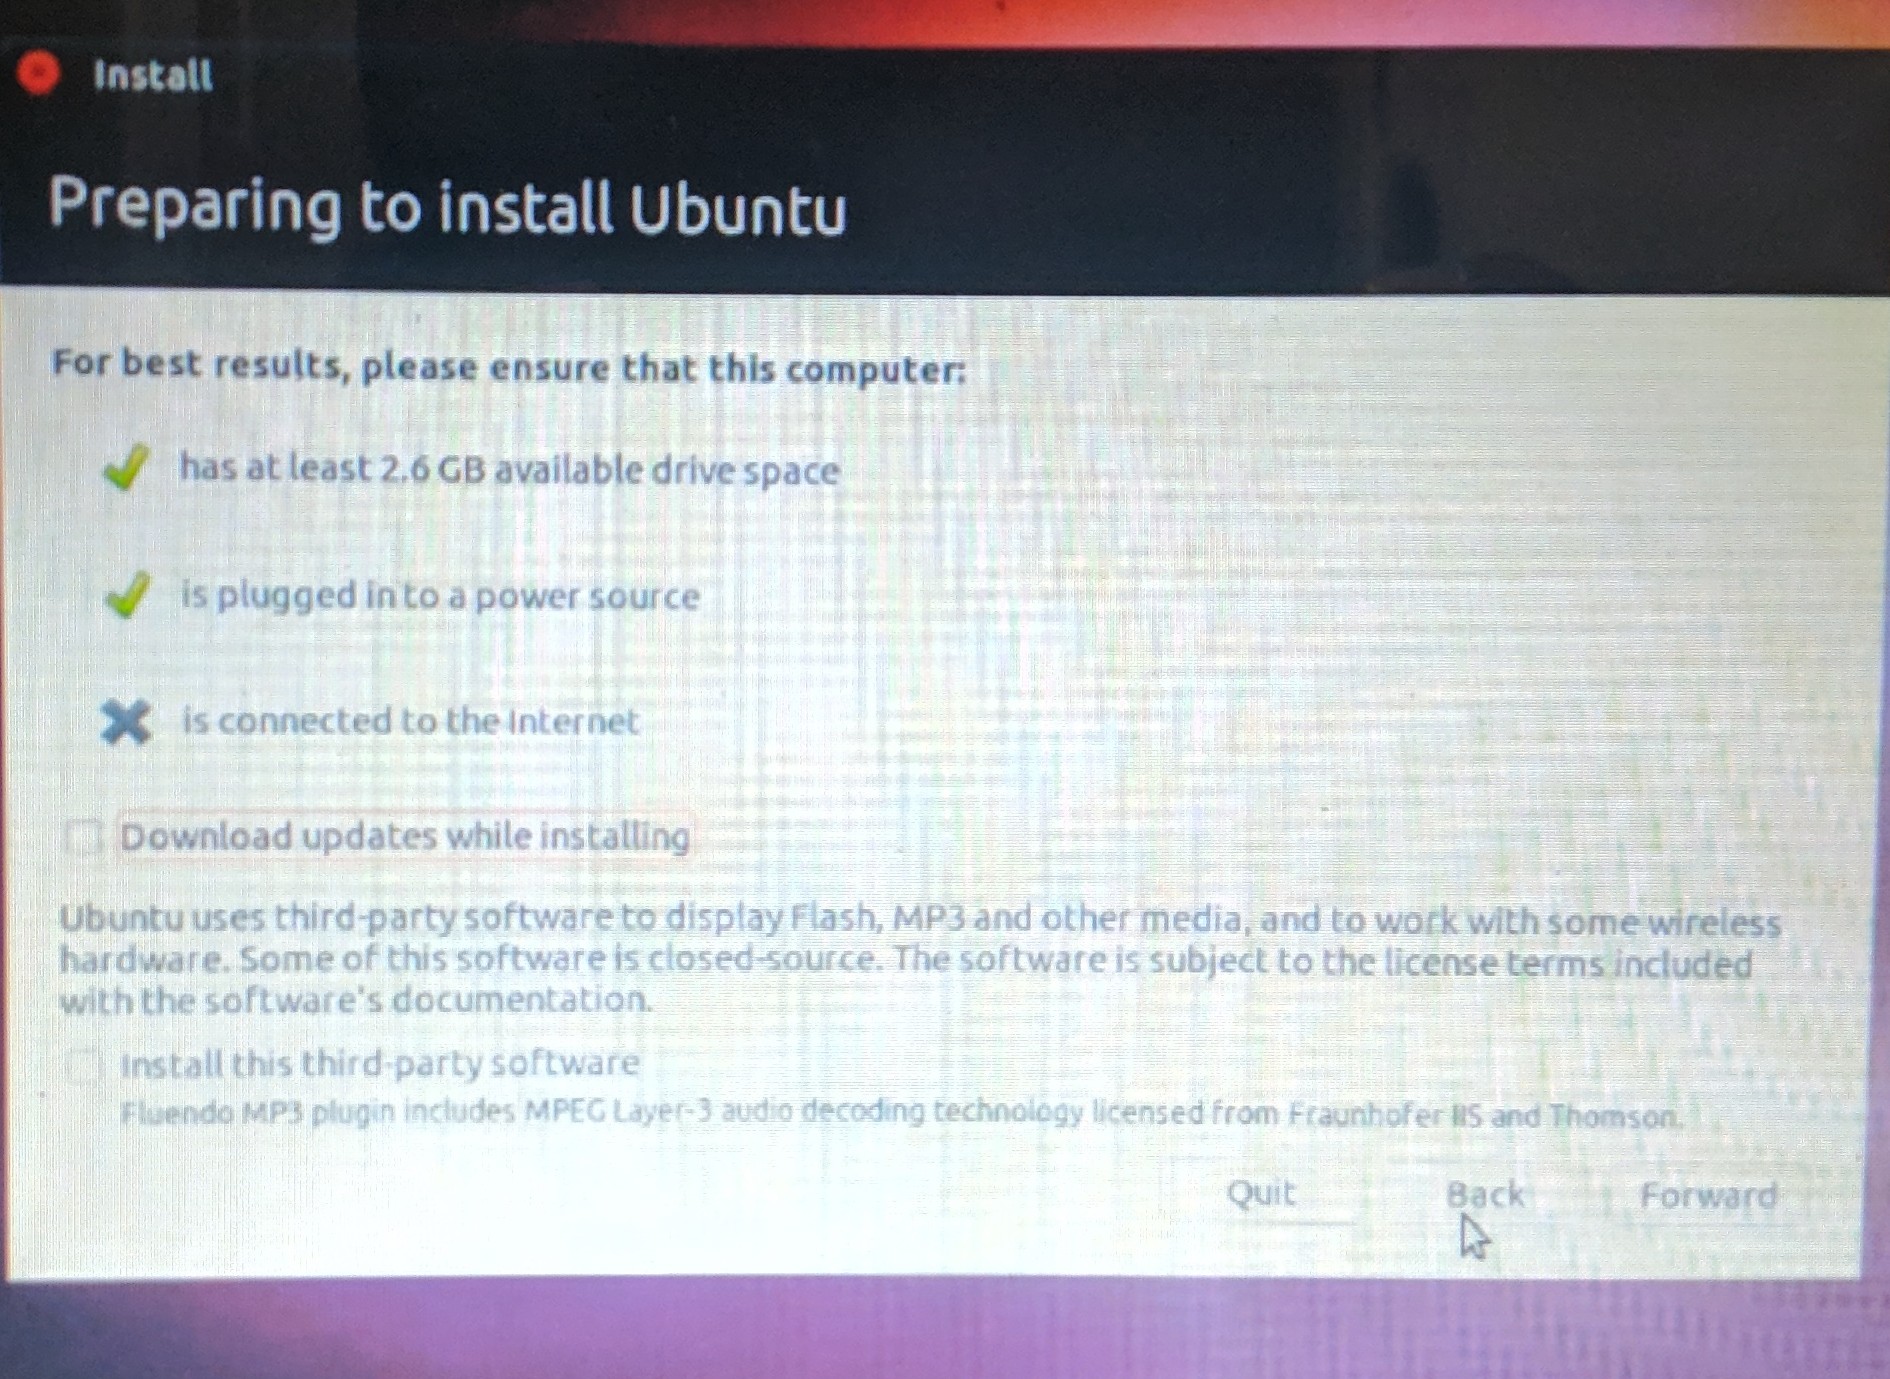 Install
Preparing to install Ubuntu
For best results, please ensure that this computer:
has at least 2.6 GB available drive space
is plugged in to a power source
is connected to the Internet
Download updates while installing
Ubuntu uses third-party software to display Flash, MP3 and other media, and to work with some wireless
hardware. Some of this software is closed-source. The software is subject to the license terms included
with the software's documentation.
Install this third-party software
Fluendo MP3 plugin includes MPEG Layer-3 audio decoding technology licensed from Fraunhofer IIS and Thomson.
Quit Back Forward